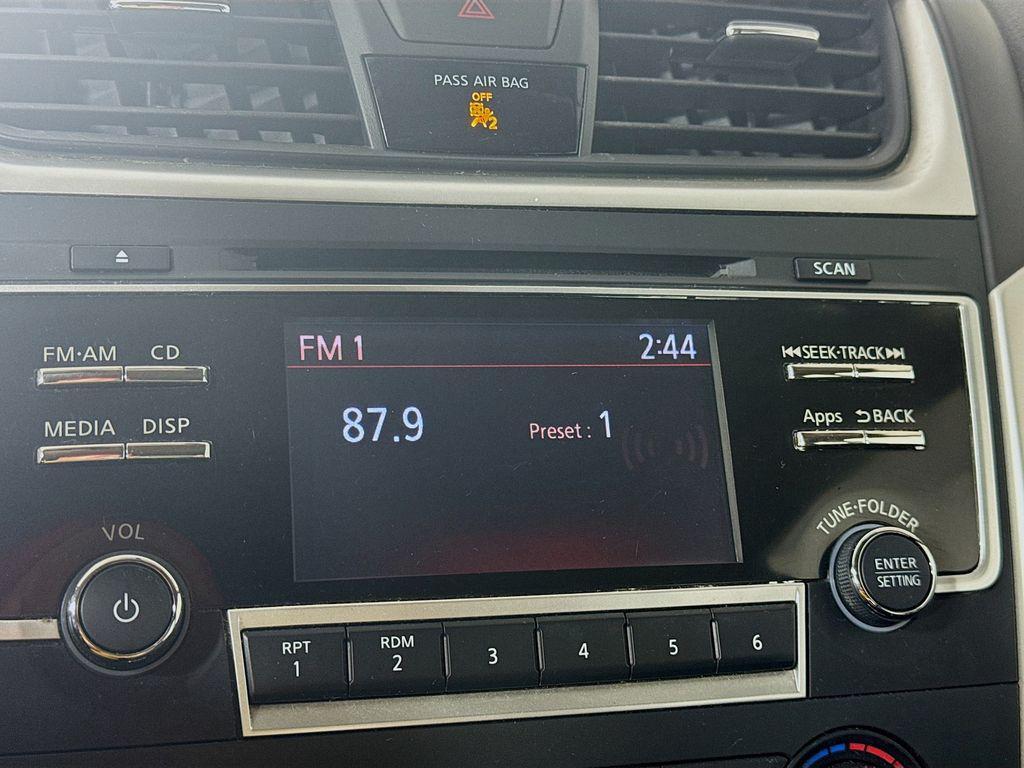 PASS AIR BAG
OFF
2
SCAN
FM·AM CD
MEDIA DISP
VOL
FM 1 2:44
87.9 Preset : 1
SEEK·TRACK
Apps BACK
TUNE·FOLDER
ENTER
SETTING
RPT
1
RDM
2
3
4
5
6